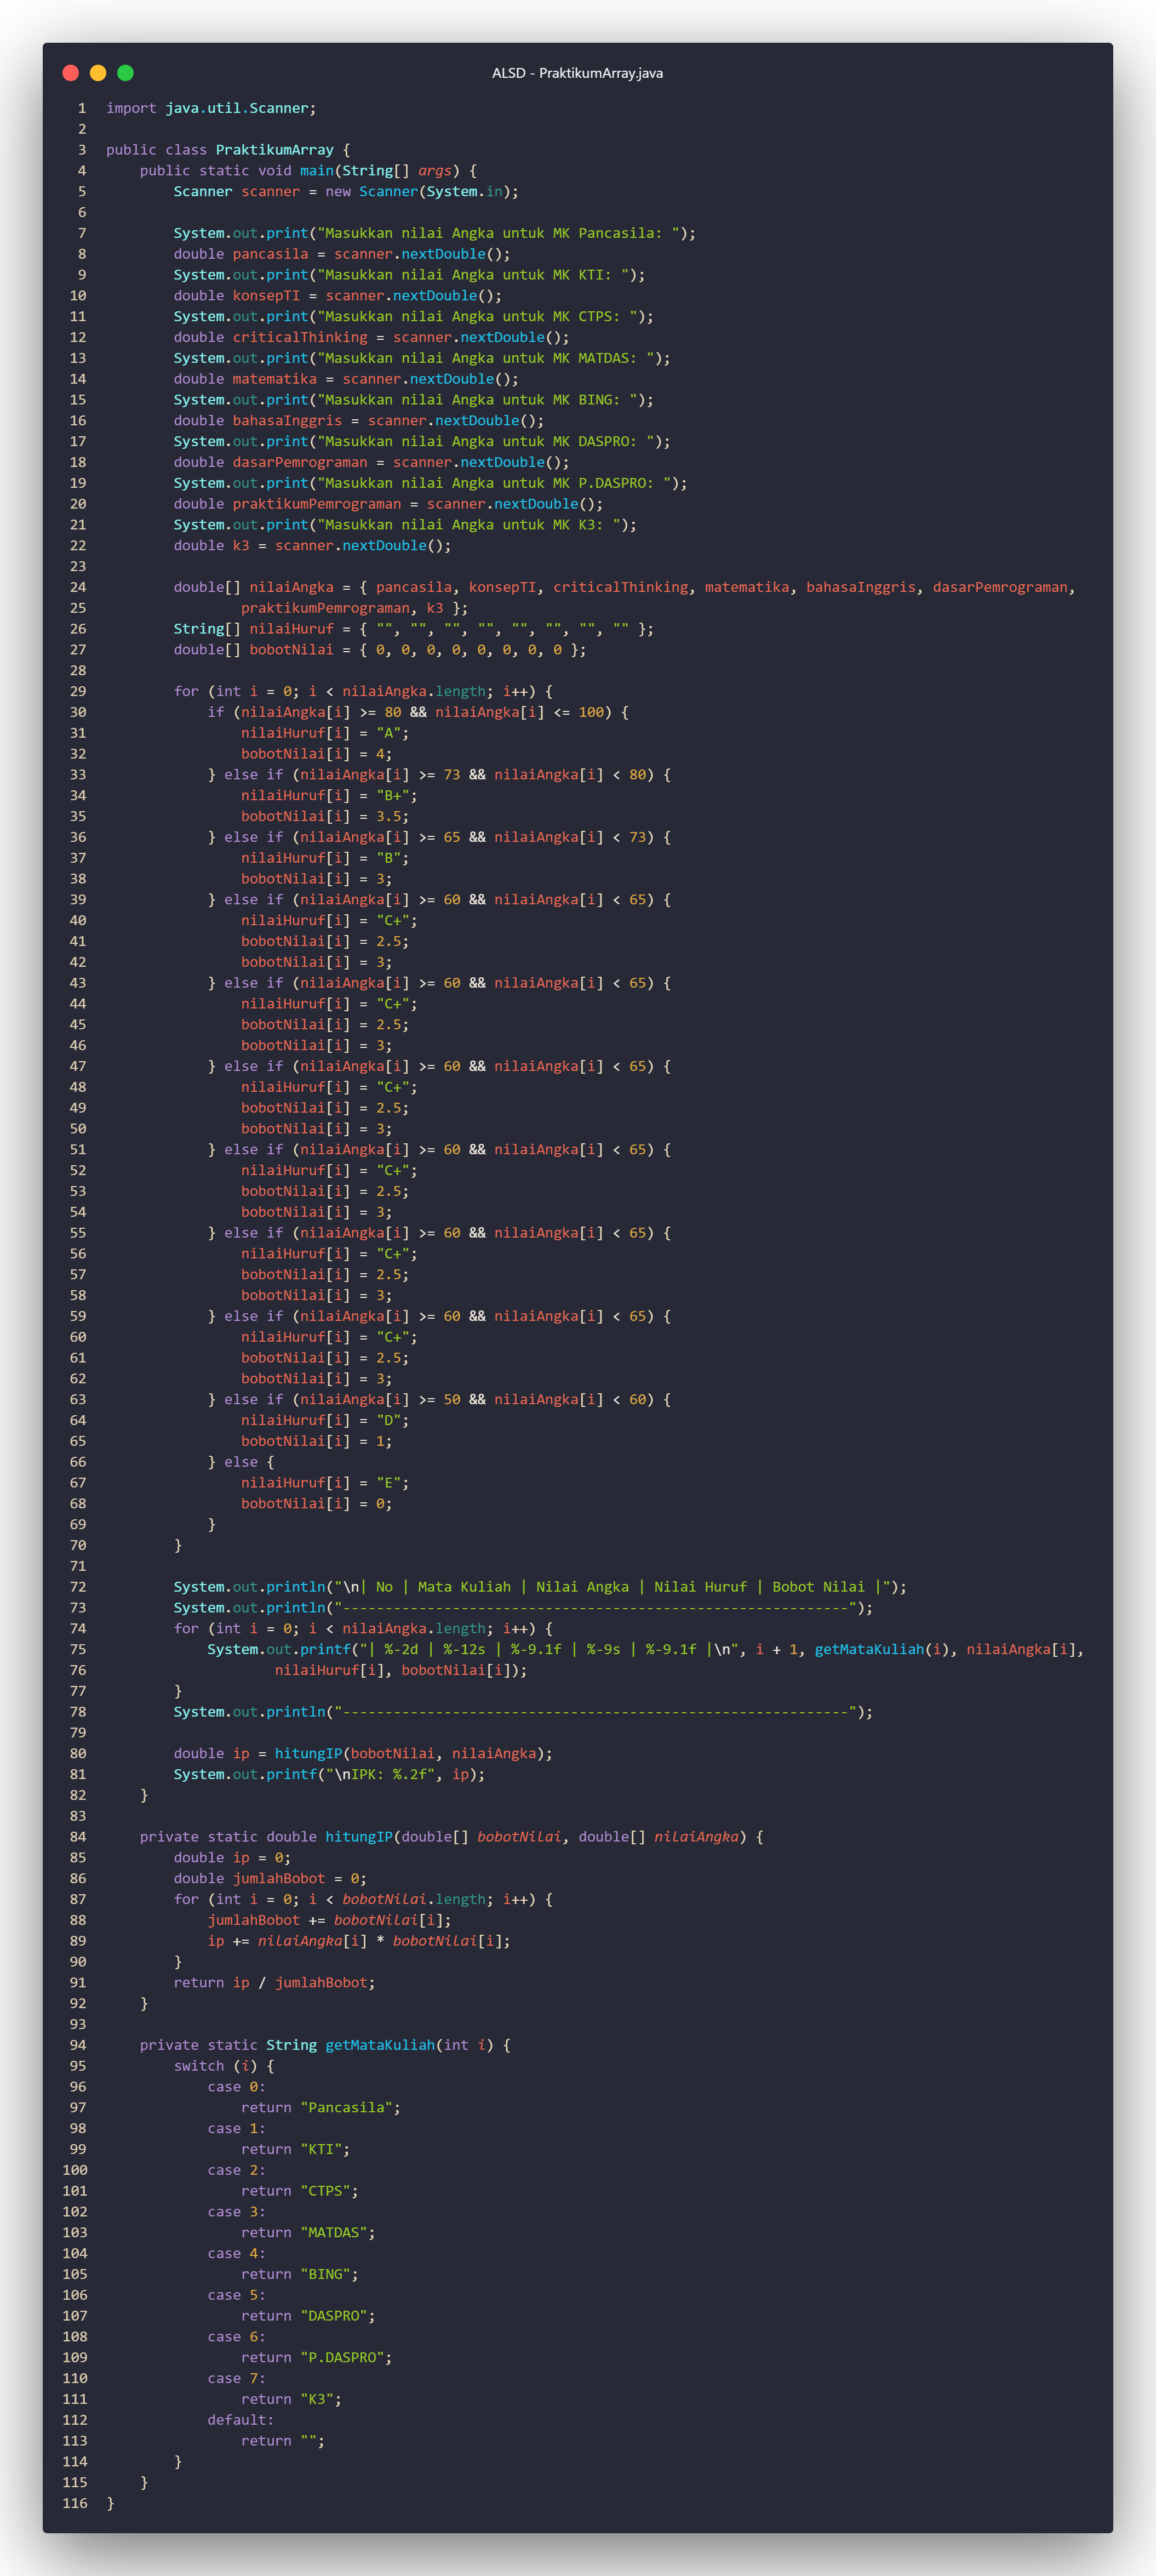 ALSD - PraktikumArray.java
1 import java.util.Scanner;
2
3 public class PraktikumArray {
4     public static void main(String[] args) {
5         Scanner scanner = new Scanner(System.in);
6
7         System.out.print("Masukkan nilai Angka untuk MK Pancasila: ");
8         double pancasila = scanner.nextDouble();
9         System.out.print("Masukkan nilai Angka untuk MK KTI: ");
10         double konsepTI = scanner.nextDouble();
11         System.out.print("Masukkan nilai Angka untuk MK CTPS: ");
12         double criticalThinking = scanner.nextDouble();
13         System.out.print("Masukkan nilai Angka untuk MK MATDAS: ");
14         double matematika = scanner.nextDouble();
15         System.out.print("Masukkan nilai Angka untuk MK BING: ");
16         double bahasaInggris = scanner.nextDouble();
17         System.out.print("Masukkan nilai Angka untuk MK DASPRO: ");
18         double dasarPemrograman = scanner.nextDouble();
19         System.out.print("Masukkan nilai Angka untuk MK P.DASPRO: ");
20         double praktikumPemrograman = scanner.nextDouble();
21         System.out.print("Masukkan nilai Angka untuk MK K3: ");
22         double k3 = scanner.nextDouble();
23
24         double[] nilaiAngka = { pancasila, konsepTI, criticalThinking, matematika, bahasaInggris, dasarPemrograman,
25                 praktikumPemrograman, k3 };
26         String[] nilaiHuruf = { "", "", "", "", "", "", "", "" };
27         double[] bobotNilai = { 0, 0, 0, 0, 0, 0, 0, 0 };
28
29         for (int i = 0; i < nilaiAngka.length; i++) {
30             if (nilaiAngka[i] >= 80 && nilaiAngka[i] <= 100) {
31                 nilaiHuruf[i] = "A";
32                 bobotNilai[i] = 4;
33             } else if (nilaiAngka[i] >= 73 && nilaiAngka[i] < 80) {
34                 nilaiHuruf[i] = "B+";
35                 bobotNilai[i] = 3.5;
36             } else if (nilaiAngka[i] >= 65 && nilaiAngka[i] < 73) {
37                 nilaiHuruf[i] = "B";
38                 bobotNilai[i] = 3;
39             } else if (nilaiAngka[i] >= 60 && nilaiAngka[i] < 65) {
40                 nilaiHuruf[i] = "C+";
41                 bobotNilai[i] = 2.5;
42                 bobotNilai[i] = 3;
43             } else if (nilaiAngka[i] >= 60 && nilaiAngka[i] < 65) {
44                 nilaiHuruf[i] = "C+";
45                 bobotNilai[i] = 2.5;
46                 bobotNilai[i] = 3;
47             } else if (nilaiAngka[i] >= 60 && nilaiAngka[i] < 65) {
48                 nilaiHuruf[i] = "C+";
49                 bobotNilai[i] = 2.5;
50                 bobotNilai[i] = 3;
51             } else if (nilaiAngka[i] >= 60 && nilaiAngka[i] < 65) {
52                 nilaiHuruf[i] = "C+";
53                 bobotNilai[i] = 2.5;
54                 bobotNilai[i] = 3;
55             } else if (nilaiAngka[i] >= 60 && nilaiAngka[i] < 65) {
56                 nilaiHuruf[i] = "C+";
57                 bobotNilai[i] = 2.5;
58                 bobotNilai[i] = 3;
59             } else if (nilaiAngka[i] >= 60 && nilaiAngka[i] < 65) {
60                 nilaiHuruf[i] = "C+";
61                 bobotNilai[i] = 2.5;
62                 bobotNilai[i] = 3;
63             } else if (nilaiAngka[i] >= 50 && nilaiAngka[i] < 60) {
64                 nilaiHuruf[i] = "D";
65                 bobotNilai[i] = 1;
66             } else {
67                 nilaiHuruf[i] = "E";
68                 bobotNilai[i] = 0;
69             }
70         }
71
72         System.out.println("\n| No | Mata Kuliah | Nilai Angka | Nilai Huruf | Bobot Nilai |");
73         System.out.println("------------------------------------------------------------");
74         for (int i = 0; i < nilaiAngka.length; i++) {
75             System.out.printf("| %-2d | %-12s | %-9.1f | %-9s | %-9.1f |\n", i + 1, getMataKuliah(i), nilaiAngka[i],
76                     nilaiHuruf[i], bobotNilai[i]);
77         }
78         System.out.println("------------------------------------------------------------");
79
80         double ip = hitungIP(bobotNilai, nilaiAngka);
81         System.out.printf("\nIPK: %.2f", ip);
82     }
83
84     private static double hitungIP(double[] bobotNilai, double[] nilaiAngka) {
85         double ip = 0;
86         double jumlahBobot = 0;
87         for (int i = 0; i < bobotNilai.length; i++) {
88             jumlahBobot += bobotNilai[i];
89             ip += nilaiAngka[i] * bobotNilai[i];
90         }
91         return ip / jumlahBobot;
92     }
93
94     private static String getMataKuliah(int i) {
95         switch (i) {
96             case 0:
97                 return "Pancasila";
98             case 1:
99                 return "KTI";
100             case 2:
101                 return "CTPS";
102             case 3:
103                 return "MATDAS";
104             case 4:
105                 return "BING";
106             case 5:
107                 return "DASPRO";
108             case 6:
109                 return "P.DASPRO";
110             case 7:
111                 return "K3";
112             default:
113                 return "";
114         }
115     }
116 }